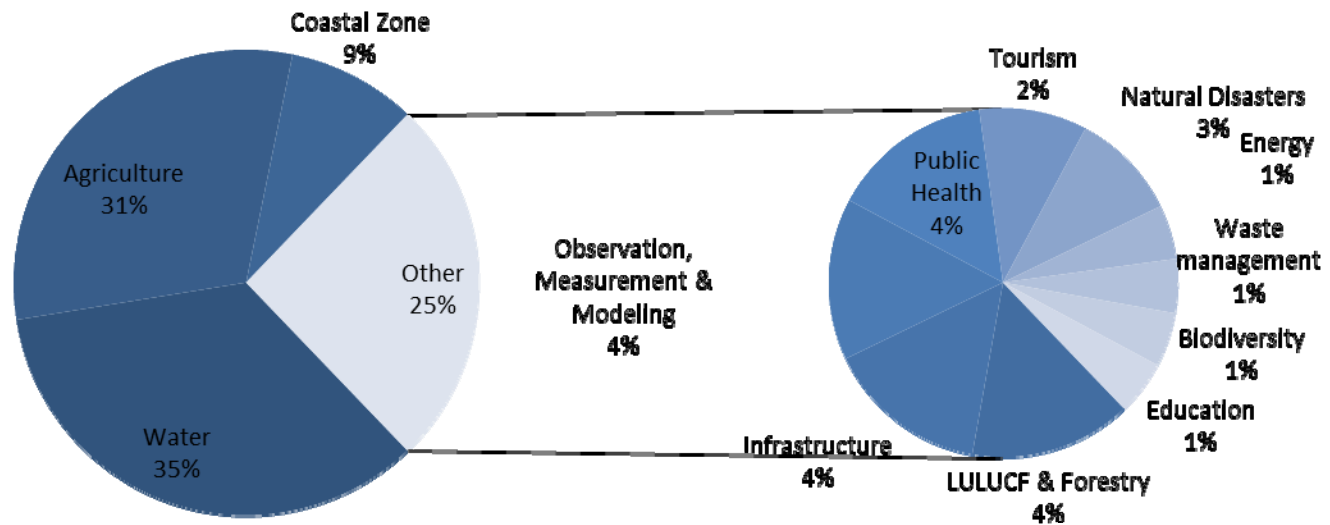 Coastal Zone
9%
Agriculture
31%
Other
25%
Water
35%
Observation,
Measurement &
Modeling
4%
Tourism
2%
Natural Disasters
3%
Energy
1%
Public
Health
4%
Waste
management
1%
Biodiversity
1%
Education
1%
Infrastructure
4%
LULUCF & Forestry
4%